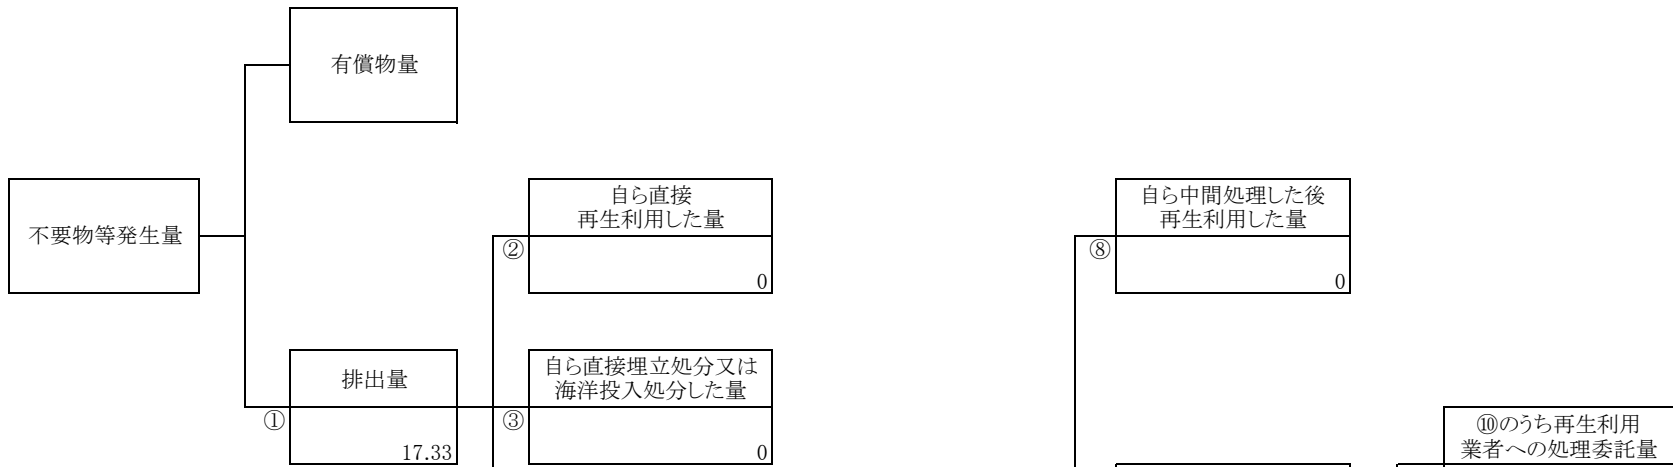 有償物量
不要物等発生量
自ら直接
再生利用した量
②
0
自ら中間処理した後
再生利用した量
⑧
0
排出量
①
17.33
自ら直接埋立処分又は
海洋投入処分した量
③
0
⑩のうち再生利用
業者への処理委託量